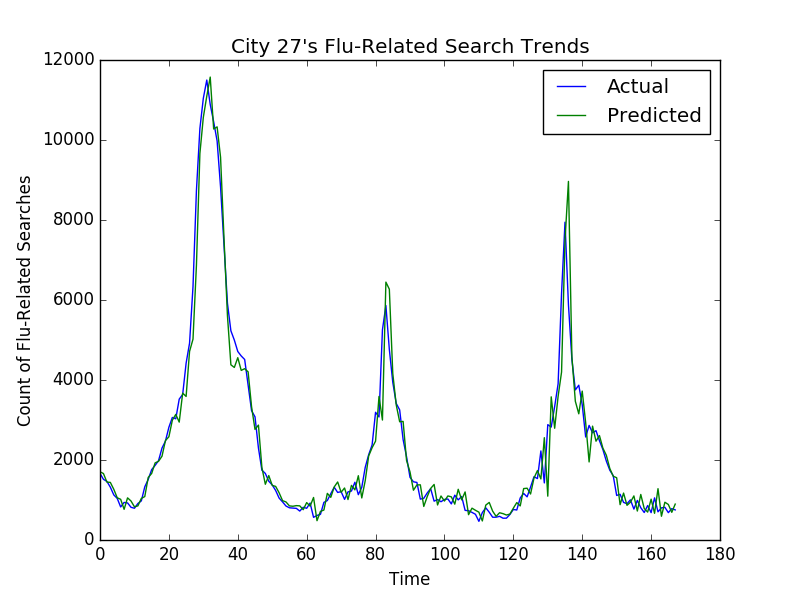 City 27's Flu-Related Search Trends
Actual
Predicted
12000
10000
8000
6000
4000
2000
0
Count of Flu-Related Searches
0 20 40 60 80 100 120 140 160 180
Time